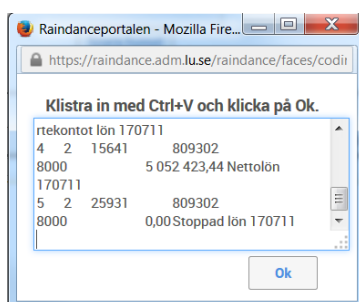 Raindanceportalen - Mozilla Fire...
https://raindance.adm.lu.se/raindance/faces/codin
Klistra in med Ctrl+V och klicka på Ok.
rtekontot lön 170711
4 2 15641 809302
8000 5 052 423,44 Nettolön
170711
5 2 25931 809302
8000 0,00 Stoppad lön 170711
Ok